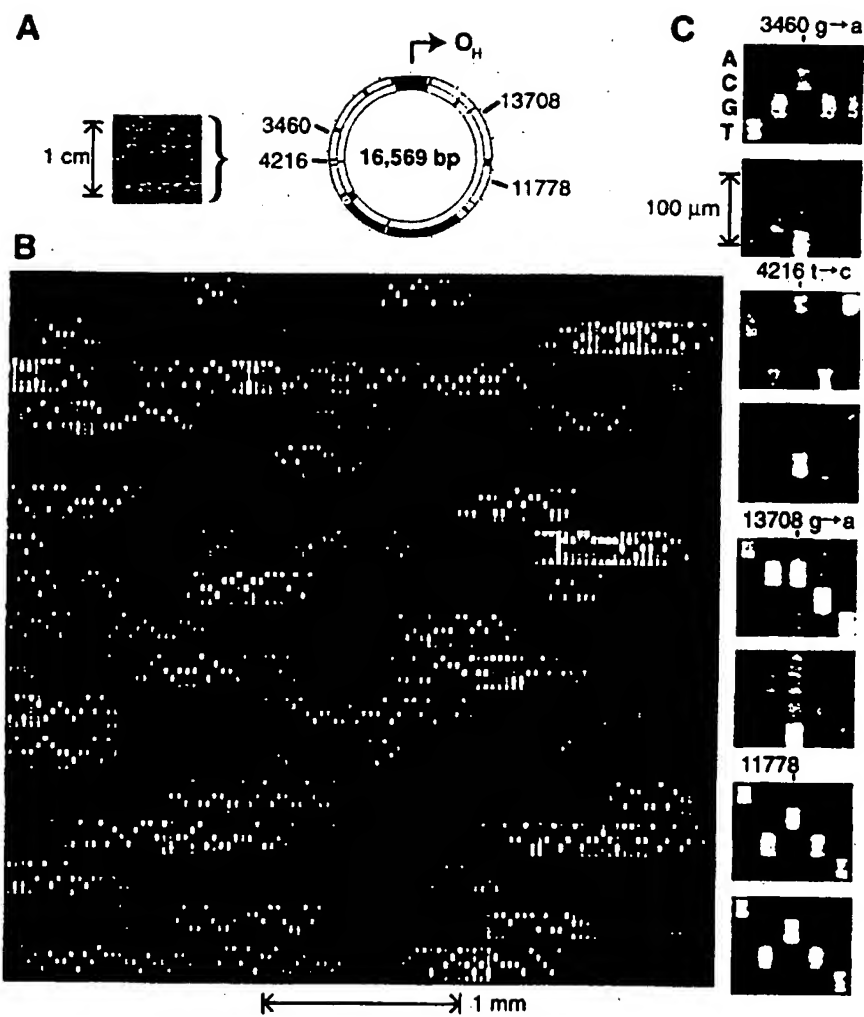 A
O_H
3460
4216
1 cm
16,569 bp
13708
11778
B
1 mm
C
3460 g→a
A
C
G
T
100 µm
4216 t→c
13708 g→a
11778